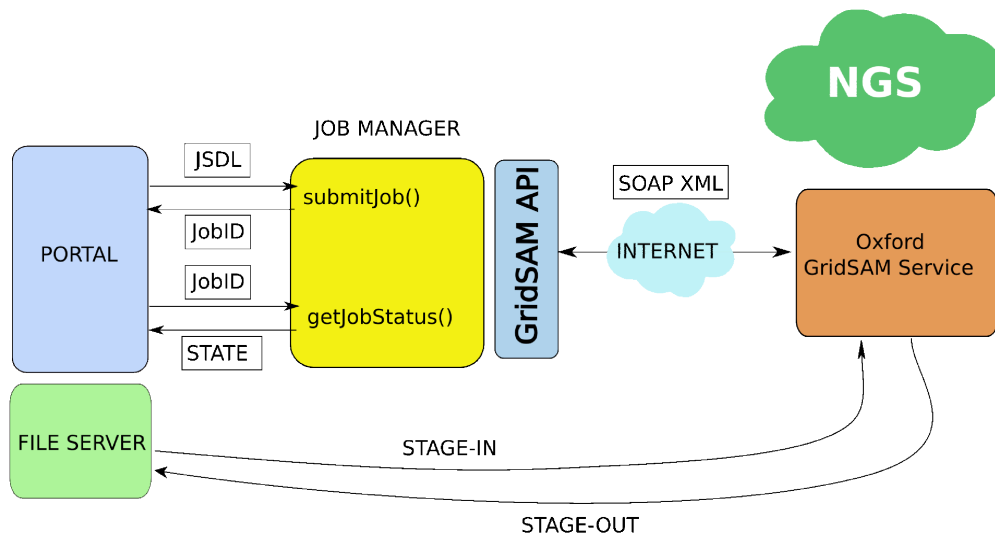 NGS
JOB MANAGER
JSDL
submitJob()
JobID
PORTAL
JobID
getJobStatus()
STATE
GridSAM API
SOAP XML
INTERNET
Oxford
GridSAM Service
FILE SERVER
STAGE-IN
STAGE-OUT